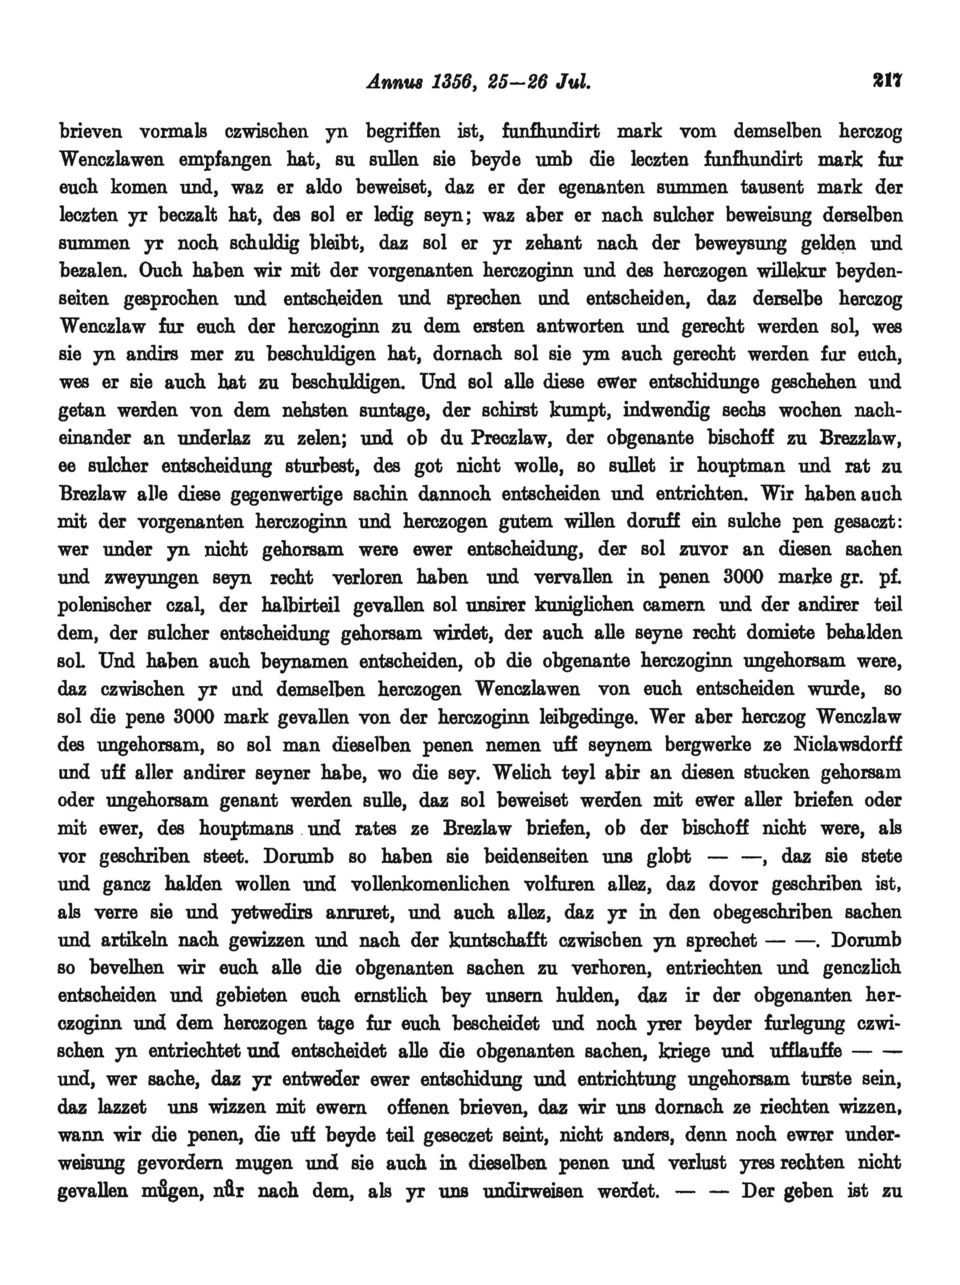 Annus 1356, 25—26 Jul. 217
brieven vormals czwischen yn begriffen ist, funfhundirt mark vom demselben herczog
Wenczlawen empfangen hat, su sullen sie beyde umb die leczten funfhundirt mark fur
euch komen und, waz er aldo beweiset, daz er der egenanten summen tausent mark der
leczten yr beczalt hat, des sol er ledig seyn; waz aber er nach sulcher beweisung derselben
summen yr noch schuldig bleibt, daz sol er yr zehant nach der beweysung gelden und
bezalen. Ouch haben wir mit der vorgenanten herczoginn und des herczogen willekur beyden-
seiten gesprochen und entscheiden und sprechen und entscheiden, daz derselbe herczog
Wenczlaw fur euch der herczoginn zu dem ersten antworten und gerecht werden sol, wes
sie yn andirs mer zu beschuldigen hat, dornach sol sie ym auch gerecht werden fur euch,
wes er sie auch hat zu beschuldigen. Und sol alle diese ewer entschidunge geschehen und
getan werden von dem nehsten suntage, der schirst kumpt, indwendig sechs wochen nach-
einander an underlaz zu zelen; und ob du Preczlaw, der obgenante bischoff zu Brezzlaw,
ee sulcher entscheidung sturbest, des got nicht wolle, so sullet ir houptman und rat zu
Brezlaw alle diese gegenwertige sachin dannoch entscheiden und entrichten. Wir haben auch
mit der vorgenanten herczoginn und herczogen gutem willen doruff ein sulche pen gesaczt:
wer under yn nicht gehorsam were ewer entscheidung, der sol zuvor an diesen sachen
und zweyungen seyn recht verloren haben und vervallen in penen 3000 marke gr. pf.
polenischer czal, der halbirteil gevallen sol unsirer kuniglichen camern und der andirer teil
dem, der sulcher entscheidung gehorsam wirdet, der auch alle seyne recht domiete behalden
sol. Und haben auch beynamen entscheiden, ob die obgenante herczoginn ungehorsam were,
daz czwischen yr und demselben herczogen Wenczlawen von euch entscheiden wurde, so
sol die pene 3000 mark gevallen von der herczoginn leibgedinge. Wer aber herczog Wenczlaw
des ungehorsam, so sol man dieselben penen nemen uff seynem bergwerke ze Niclawsdorff
und uff aller andirer seyner habe, wo die sey. Welich teyl abir an diesen stucken gehorsam
oder ungehorsam genant werden sulle, daz sol beweiset werden mit ewer aller briefen oder
mit ewer, des houptmans und rates ze Brezlaw briefen, ob der bischoff nicht were, als
vor geschriben steet. Dorumb so haben sie beidenseiten uns globt — —, daz sie stete
und gancz halden wollen und vollenkomenlichen volfuren allez, daz dovor geschriben ist,
als verre sie und yetwedirs anruret, und auch allez, daz yr in den obegeschriben sachen
und artikeln nach gewizzen und nach der kuntschafft czwischen yn sprechet — —. Dorumb
so bevelhen wir euch alle die obgenanten sachen zu verhoren, entriechten und genczlich
entscheiden und gebieten euch ernstlich bey unsern hulden, daz ir der obgenanten her-
czoginn und dem herczogen tage fur euch bescheidet und noch yrer beyder furlegung czwi-
schen yn entriechtet und entscheidet alle die obgenanten sachen, kriege und ufflauffe — —
und, wer sache, daz yr entweder ewer entschidung und entrichtung ungehorsam turste sein,
daz lazzet uns wizzen mit ewern offenen brieven, daz wir uns dornach ze riechten wizzen,
wann wir die penen, die uff beyde teil geseczet seint, nicht anders, denn noch ewrer under-
weisung gevordern mugen und sie auch in dieselben penen und verlust yres rechten nicht
gevallen můgen, nůr nach dem, als yr uns undirweisen werdet. — — Der geben ist zu